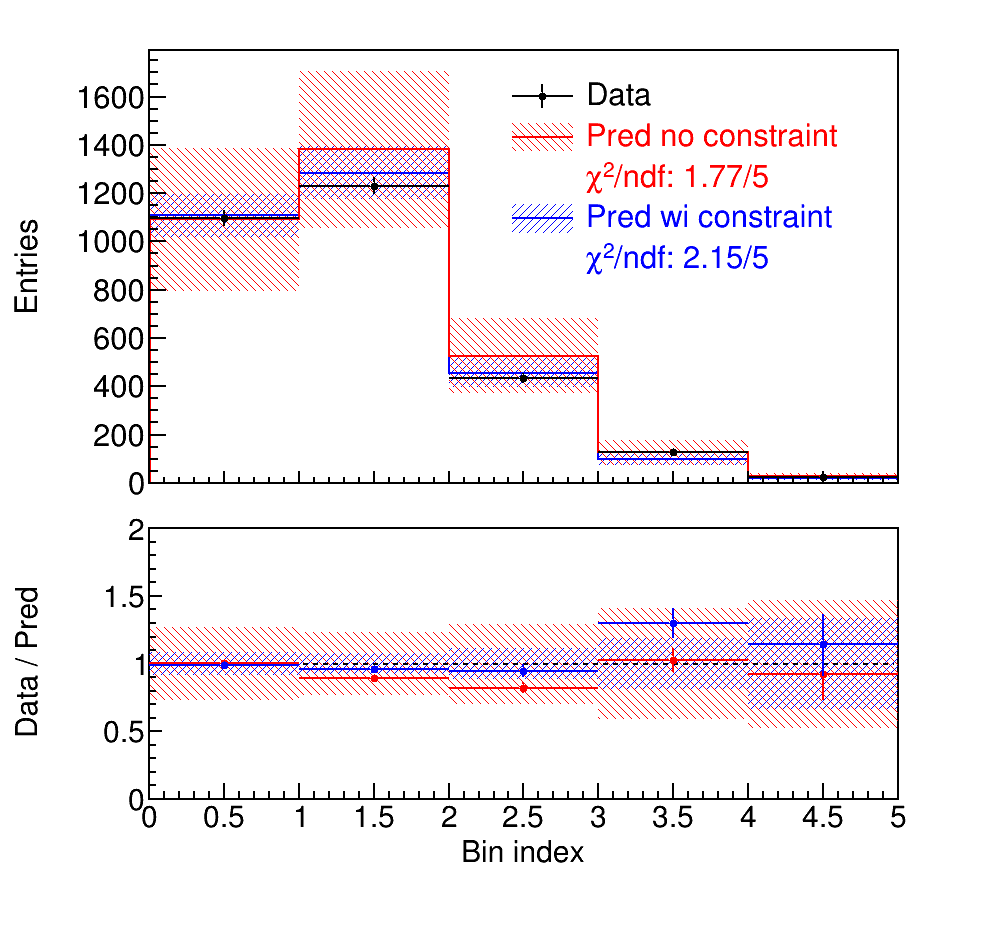 Data
Pred no constraint
χ²/ndf: 1.77/5
Pred wi constraint
χ²/ndf: 2.15/5
Entries
1600
1400
1200
1000
800
600
400
200
0
Data / Pred
2
1.5
1
0.5
0
0 0.5 1 1.5 2 2.5 3 3.5 4 4.5 5
Bin index